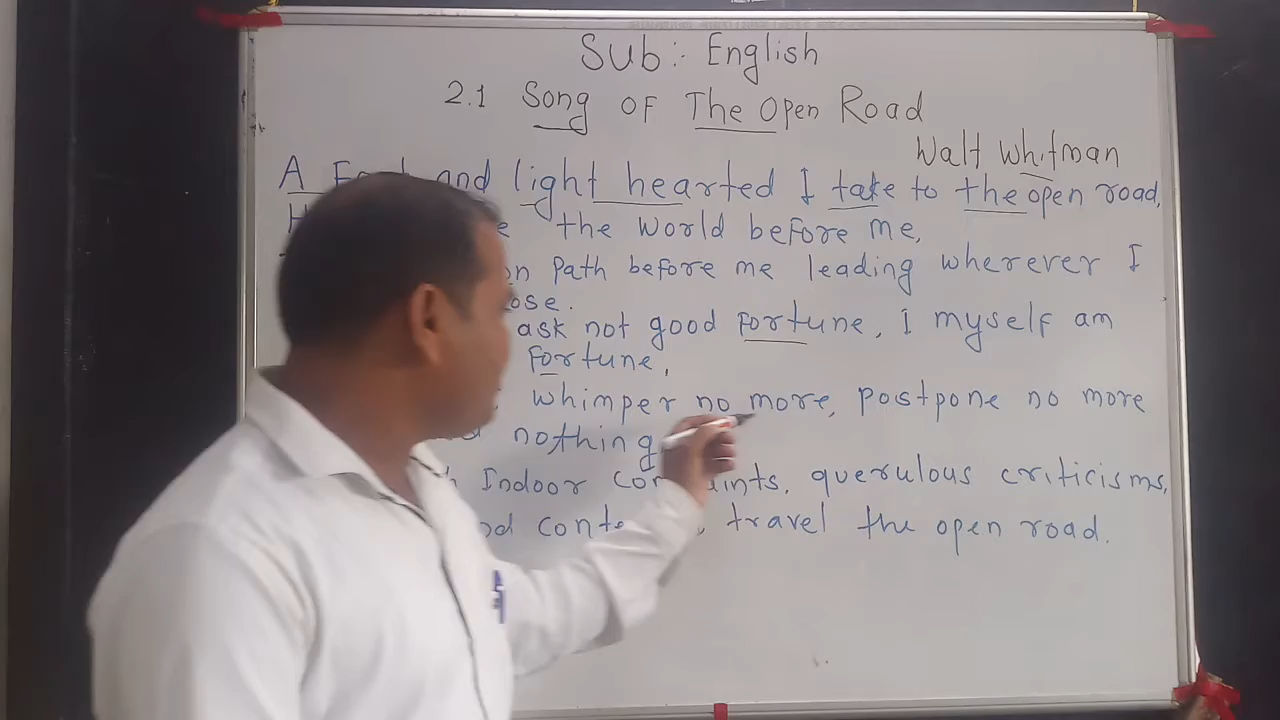 Sub:- English
2.1 Song OF The Open Road
Walt Whitman
A and light hearted I take to the open road,
the world before me,
Path before me leading wherever I
ask not good fortune, I myself am
fortune,
whimper no more, postpone no more
nothing
Indoor querulous criticisms,
travel the open road.